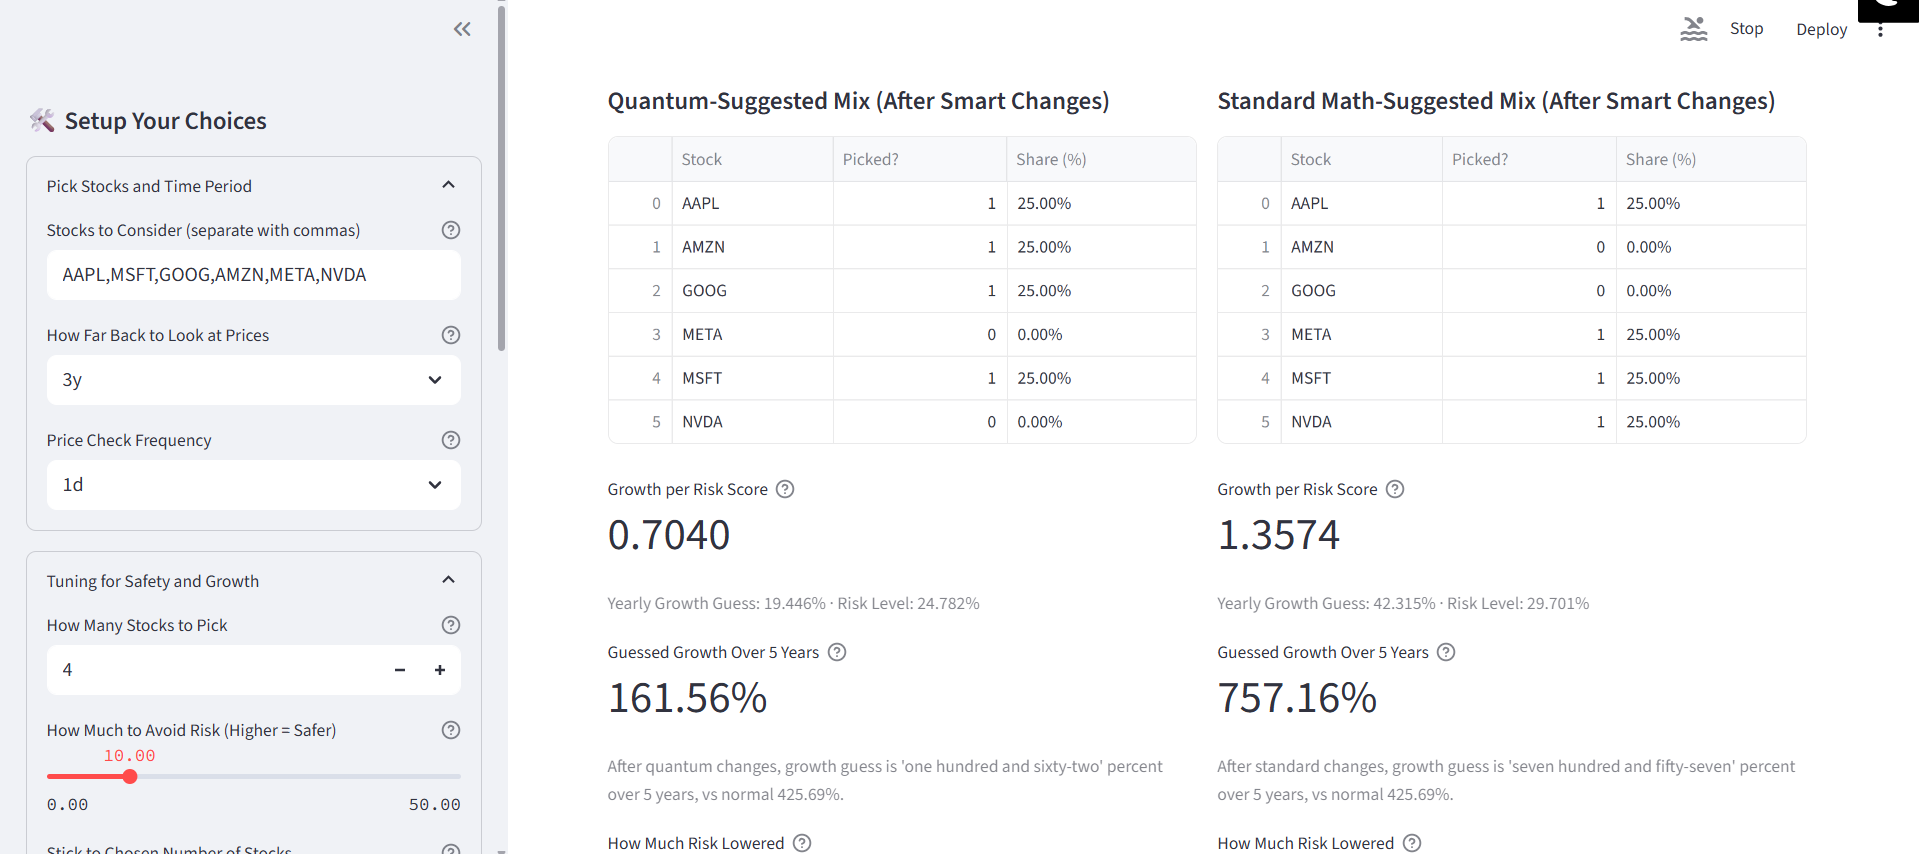 Stop
Deploy
Setup Your Choices
Pick Stocks and Time Period
Stocks to Consider (separate with commas)
AAPL,MSFT,GOOG,AMZN,META,NVDA
How Far Back to Look at Prices
3y
Price Check Frequency
1d
Tuning for Safety and Growth
How Many Stocks to Pick
4
How Much to Avoid Risk (Higher = Safer)
10.00
0.00 50.00
Stick to Chosen Number of Stocks
Quantum-Suggested Mix (After Smart Changes)
Stock Picked? Share (%)
0 AAPL 1 25.00%
1 AMZN 1 25.00%
2 GOOG 1 25.00%
3 META 0 0.00%
4 MSFT 1 25.00%
5 NVDA 0 0.00%
Growth per Risk Score
0.7040
Yearly Growth Guess: 19.446% · Risk Level: 24.782%
Guessed Growth Over 5 Years
161.56%
After quantum changes, growth guess is 'one hundred and sixty-two' percent
over 5 years, vs normal 425.69%.
How Much Risk Lowered
Standard Math-Suggested Mix (After Smart Changes)
Stock Picked? Share (%)
0 AAPL 1 25.00%
1 AMZN 0 0.00%
2 GOOG 0 0.00%
3 META 1 25.00%
4 MSFT 1 25.00%
5 NVDA 1 25.00%
Growth per Risk Score
1.3574
Yearly Growth Guess: 42.315% · Risk Level: 29.701%
Guessed Growth Over 5 Years
757.16%
After standard changes, growth guess is 'seven hundred and fifty-seven' percent
over 5 years, vs normal 425.69%.
How Much Risk Lowered